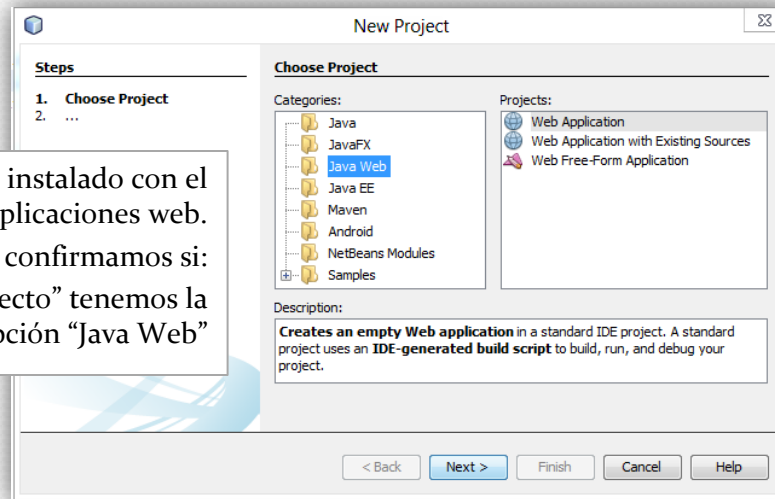 New Project
Steps
1. Choose Project
2. ...
Choose Project
Categories:
Java
JavaFX
Java Web
Java EE
Maven
Android
NetBeans Modules
Samples
Projects:
Web Application
Web Application with Existing Sources
Web Free-Form Application
instalado con el
plicaciones web.
confirmamos si:
ecto” tenemos la
ción “Java Web”
Description:
Creates an empty Web application in a standard IDE project. A standard
project uses an IDE-generated build script to build, run, and debug your
project.
< Back
Next >
Finish
Cancel
Help